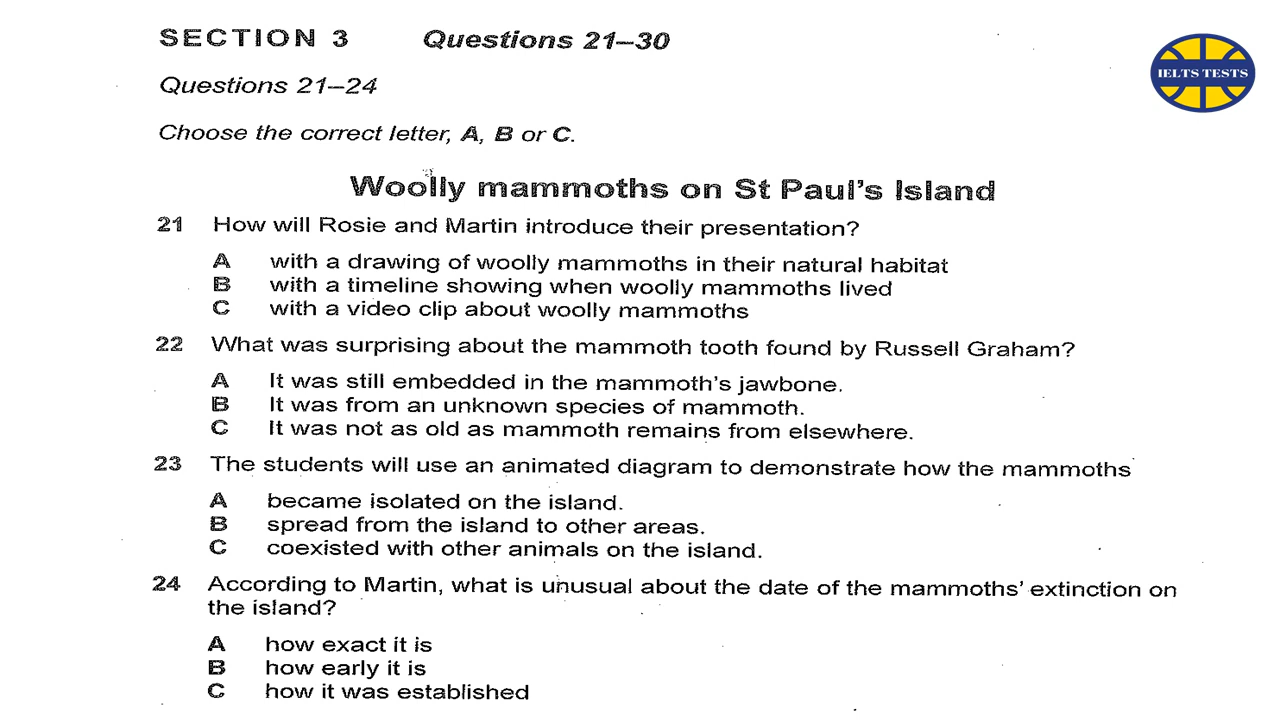 SECTION 3 Questions 21–30
IELTS TESTS
Questions 21–24
Choose the correct letter, A, B or C.
Woolly mammoths on St Paul's Island
21 How will Rosie and Martin introduce their presentation?
A with a drawing of woolly mammoths in their natural habitat
B with a timeline showing when woolly mammoths lived
C with a video clip about woolly mammoths
22 What was surprising about the mammoth tooth found by Russell Graham?
A It was still embedded in the mammoth's jawbone.
B It was from an unknown species of mammoth.
C It was not as old as mammoth remains from elsewhere.
23 The students will use an animated diagram to demonstrate how the mammoths
A became isolated on the island.
B spread from the island to other areas.
C coexisted with other animals on the island.
24 According to Martin, what is unusual about the date of the mammoths' extinction on
the island?
A how exact it is
B how early it is
C how it was established